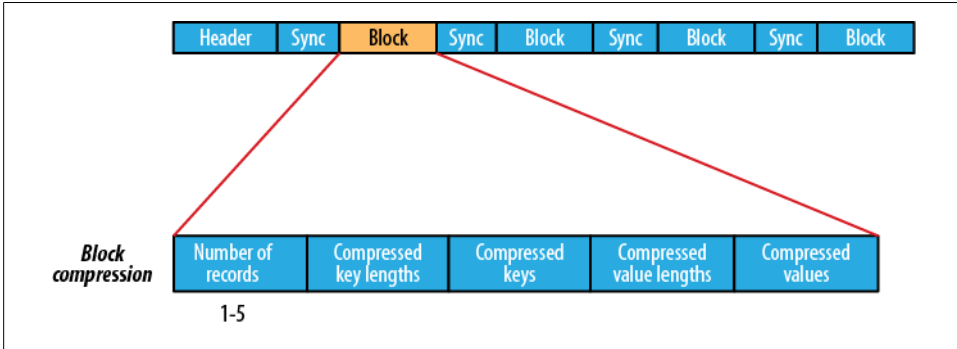 Header Sync Block Sync Block Sync Block Sync Block
Block
compression
Number of
records
Compressed
key lengths
Compressed
keys
Compressed
value lengths
Compressed
values
1-5